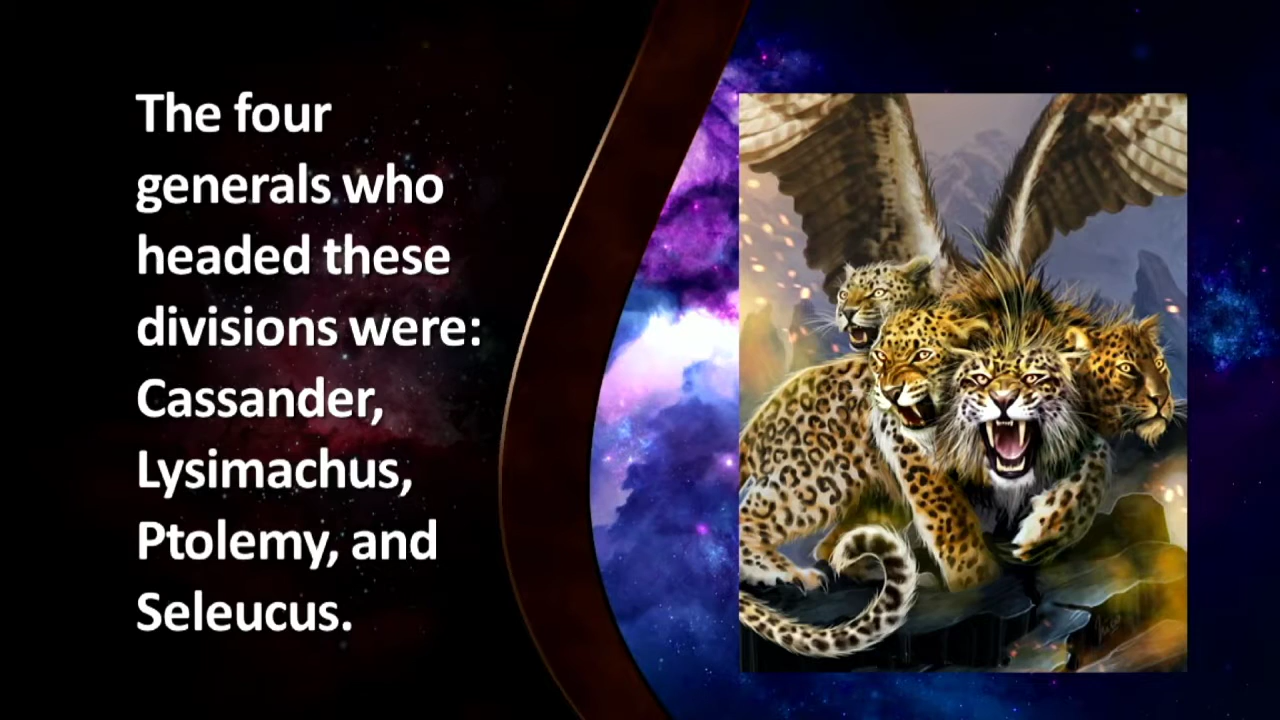 The four
generals who
headed these
divisions were:
Cassander,
Lysimachus,
Ptolemy, and
Seleucus.